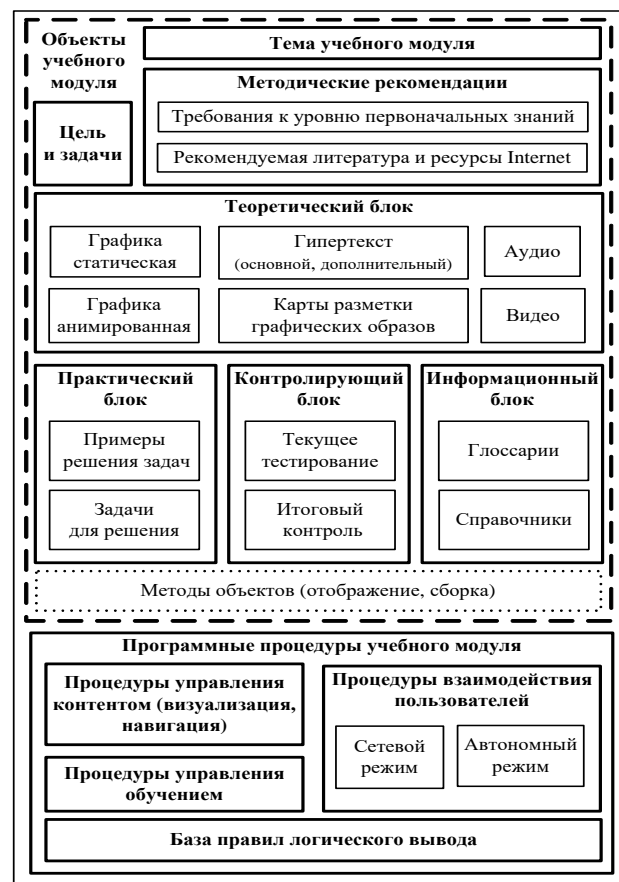 Объекты
учебного
модуля
Тема учебного модуля
Методические рекомендации
Требования к уровню первоначальных знаний
Рекомендуемая литература и ресурсы Internet
Цель
и задачи
Теоретический блок
Графика
статическая
Гипертекст
(основной, дополнительный)
Аудио
Графика
анимированная
Карты разметки
графических образов
Видео
Практический
блок
Примеры
решения задач
Задачи
для решения
Контролирующий
блок
Текущее
тестирование
Итоговый
контроль
Информационный
блок
Глоссарии
Справочники
Методы объектов (отображение, сборка)
Программные процедуры учебного модуля
Процедуры управления
контентом (визуализация,
навигация)
Процедуры управления
обучением
Процедуры взаимодействия
пользователей
Сетевой
режим
Автономный
режим
База правил логического вывода